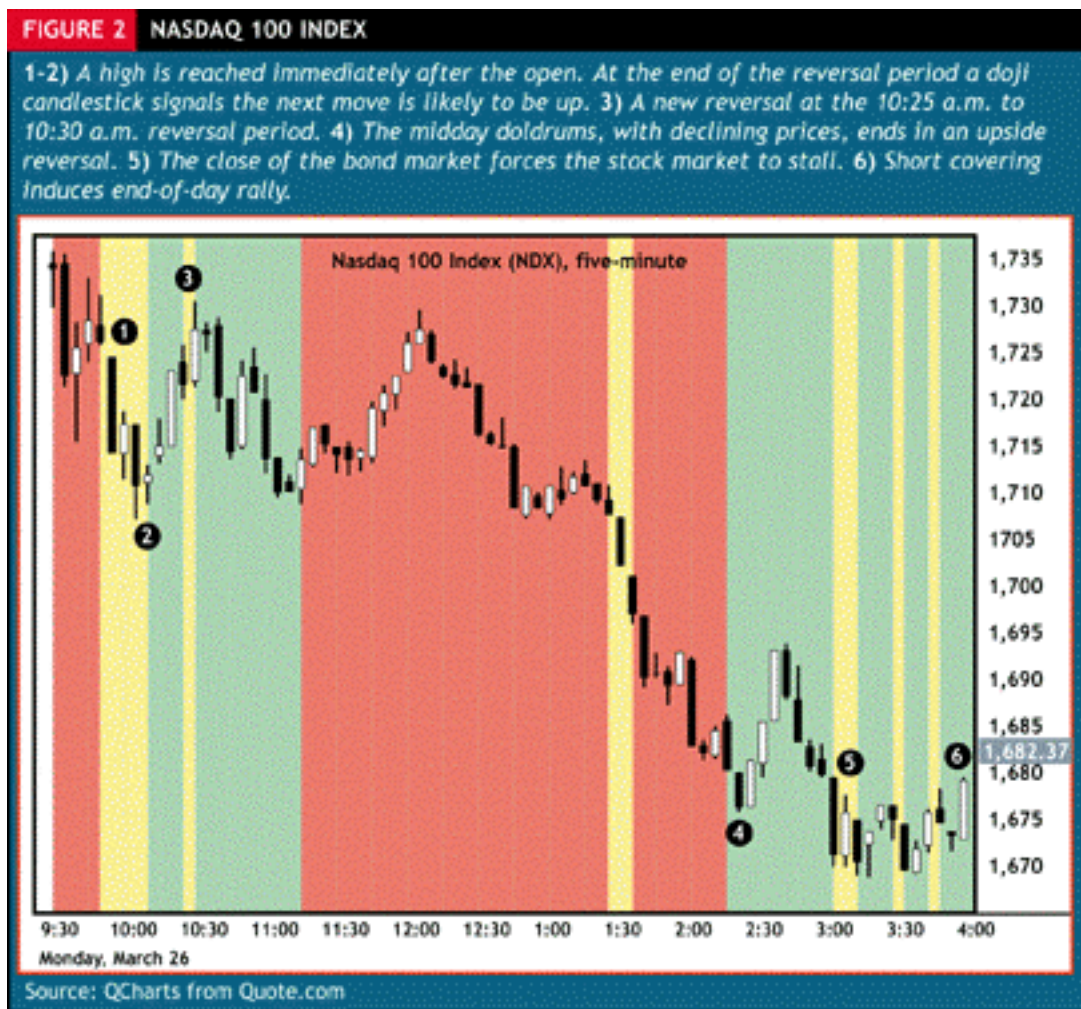 FIGURE 2 NASDAQ 100 INDEX
1-2) A high is reached immediately after the open. At the end of the reversal period a doji
candlestick signals the next move is likely to be up. 3) A new reversal at the 10:25 a.m. to
10:30 a.m. reversal period. 4) The midday doldrums, with declining prices, ends in an upside
reversal. 5) The close of the bond market forces the stock market to stall. 6) Short covering
induces end-of-day rally.
Nasdaq 100 Index (NDX), five-minute
1,735
3
1,730
1
1,725
1,720
1,715
1,710
2
1705
1,700
1,695
1,690
1,685
5
6
1,682.37
1,680
4
1,675
1,670
9:30 10:00 10:30 11:00 11:30 12:00 12:30 1:00 1:30 2:00 2:30 3:00 3:30 4:00
Monday, March 26
Source: QCharts from Quote.com